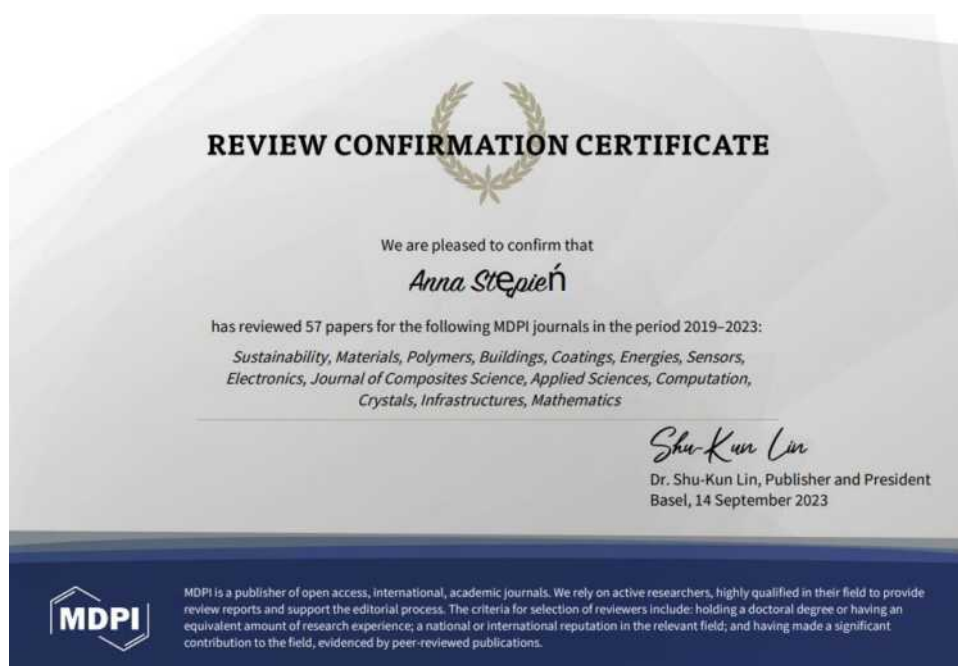 REVIEW CONFIRMATION CERTIFICATE
We are pleased to confirm that
Anna Stępień
has reviewed 57 papers for the following MDPI journals in the period 2019–2023:
Sustainability, Materials, Polymers, Buildings, Coatings, Energies, Sensors,
Electronics, Journal of Composites Science, Applied Sciences, Computation,
Crystals, Infrastructures, Mathematics
Shu-Kun Lin
Dr. Shu-Kun Lin, Publisher and President
Basel, 14 September 2023
MDPI
MDPI is a publisher of open access, international, academic journals. We rely on active researchers, highly qualified in their field to provide
review reports and support the editorial process. The criteria for selection of reviewers include: holding a doctoral degree or having an
equivalent amount of research experience; a national or international reputation in the relevant field; and having made a significant
contribution to the field, evidenced by peer-reviewed publications.